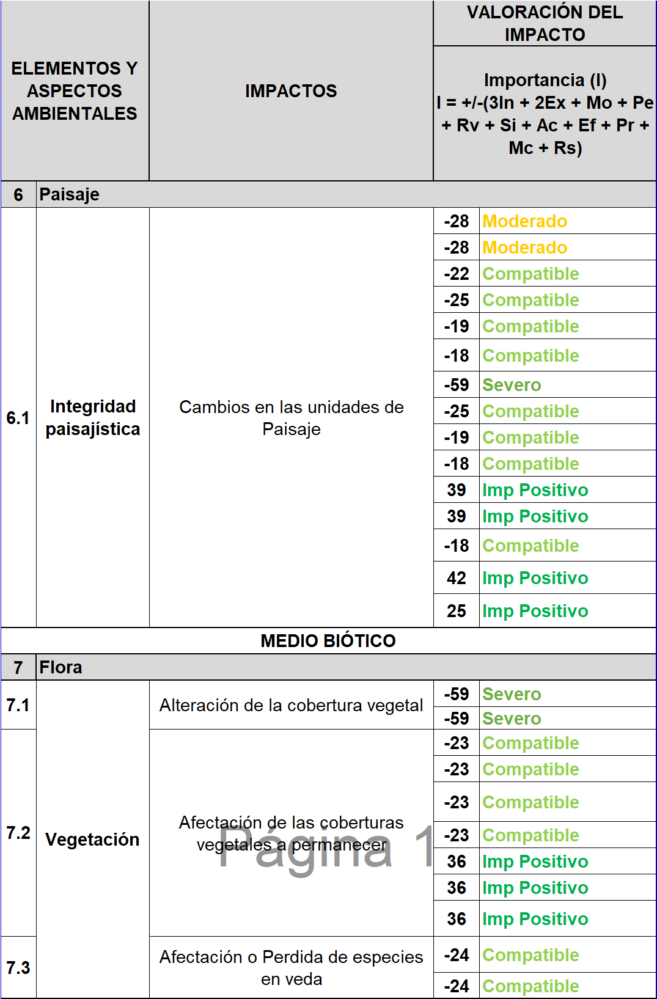 ELEMENTOS Y
ASPECTOS
AMBIENTALES
IMPACTOS
VALORACIÓN DEL
IMPACTO
Importancia (I)
I = +/-(3In + 2Ex + Mo + Pe
+ Rv + Si + Ac + Ef + Pr +
Mc + Rs)
6 Paisaje
6.1
Integridad
paisajística
Cambios en las unidades de
Paisaje
-28 Moderado
-28 Moderado
-22 Compatible
-25 Compatible
-19 Compatible
-18 Compatible
-59 Severo
-25 Compatible
-19 Compatible
-18 Compatible
39 Imp Positivo
39 Imp Positivo
-18 Compatible
42 Imp Positivo
25 Imp Positivo
MEDIO BIÓTICO
7 Flora
7.1
Vegetación
Alteración de la cobertura vegetal
-59 Severo
-59 Severo
7.2
Afectación de las coberturas
vegetales a permanecer
-23 Compatible
-23 Compatible
-23 Compatible
-23 Compatible
36 Imp Positivo
36 Imp Positivo
36 Imp Positivo
7.3
Afectación o Perdida de especies
en veda
-24 Compatible
-24 Compatible
Página 1